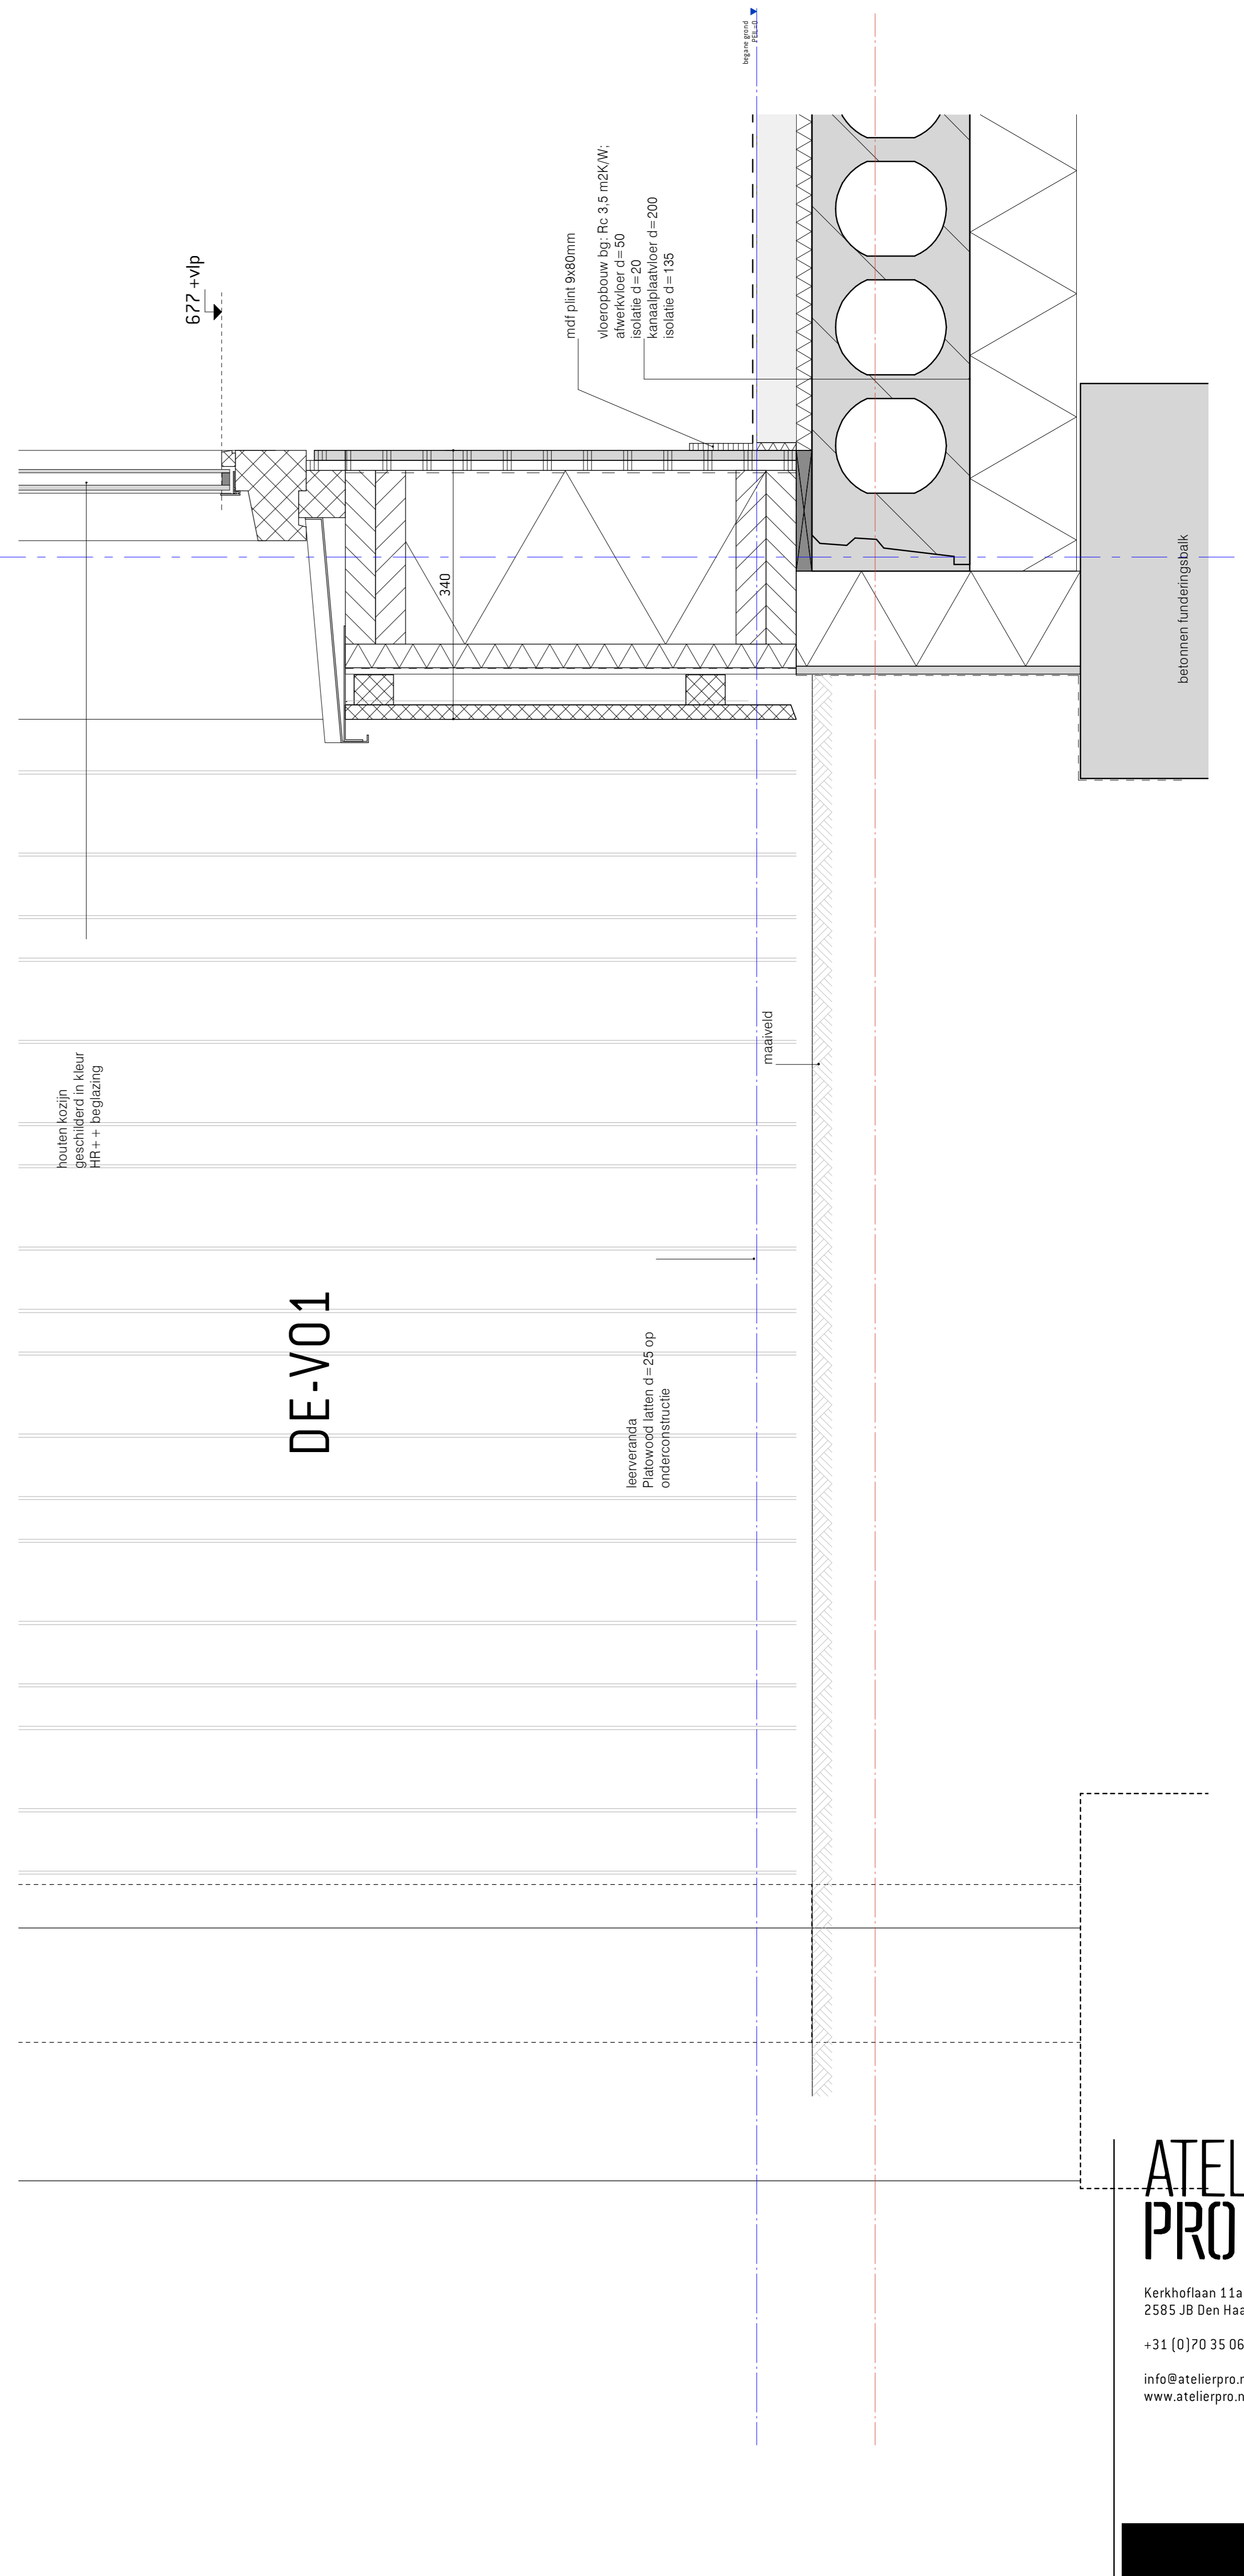 begane grond
PEIL=0
677 +vlp
mdf plint 9x80mm
vloeropbouw bg: Rc 3,5 m2K/W;
afwerkvloer d=50
isolatie d=20
kanaalplaatvloer d=200
isolatie d=135
340
betonnen funderingsbalk
maaiveld
houten kozijn
geschilderd in kleur
HR++ beglazing
DE-V01
leerveranda
Platowood latten d=25 op
onderconstructie
ATEL
PRO
Kerkhoflaan 11a
2585 JB Den Haa
+31 (0)70 35 06
info@atelierpro.n
www.atelierpro.n